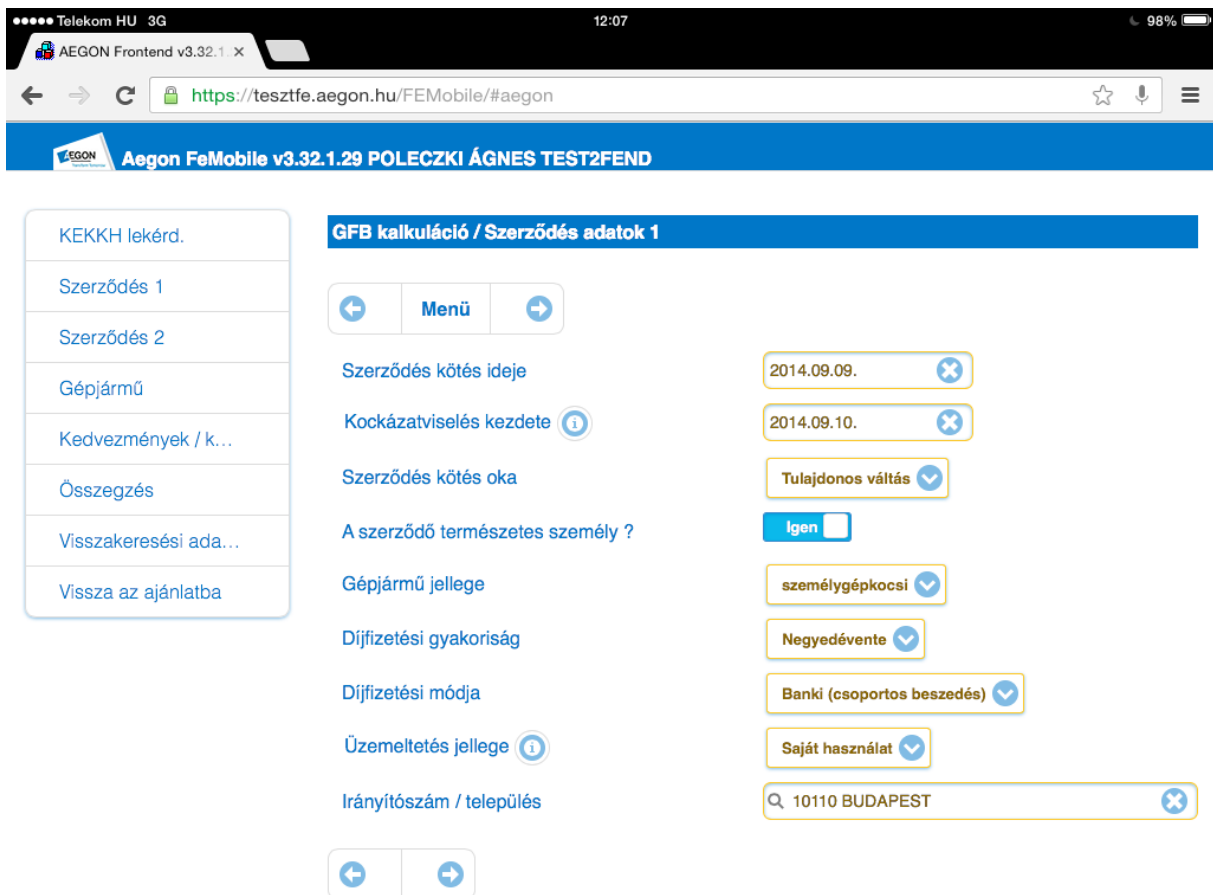 Telekom HU 3G 12:07 98%
AEGON Frontend v3.32.1.
https://tesztfe.aegon.hu/FEMobile/#aegon
AEGON Aegon FeMobile v3.32.1.29 POLECZKI ÁGNES TEST2FEND
KEKKH lekérd.
Szerződés 1
Szerződés 2
Gépjármű
Kedvezmények / k...
Összegzés
Visszakeresési ada...
Vissza az ajánlatba
GFB kalkuláció / Szerződés adatok 1
Menü
Szerződés kötés ideje 2014.09.09.
Kockázatviselés kezdete 2014.09.10.
Szerződés kötés oka Tulajdonos váltás
A szerződő természetes személy ? Igen
Gépjármű jellege személygépkocsi
Díjfizetési gyakoriság Negyedévente
Díjfizetési módja Banki (csoportos beszedés)
Üzemeltetés jellege Saját használat
Irányítószám / település 10110 BUDAPEST